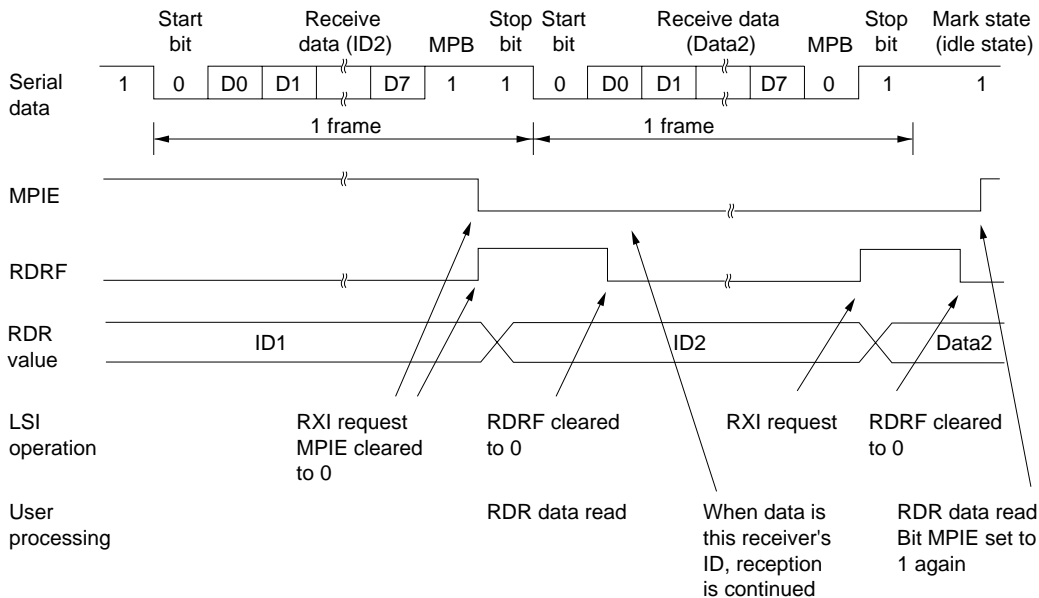 Start Receive Stop Start Receive data Stop Mark state
bit data (ID2) MPB bit bit (Data2) MPB bit (idle state)
Serial data 1 0 D0 D1 D7 1 1 0 D0 D1 D7 0 1 1
1 frame 1 frame
MPIE
RDRF
RDR value ID1 ID2 Data2
LSI operation
RXI request
MPIE cleared
to 0
RDRF cleared
to 0
RXI request
RDRF cleared
to 0
User processing
RDR data read
When data is
this receiver's
ID, reception
is continued
RDR data read
Bit MPIE set to
1 again